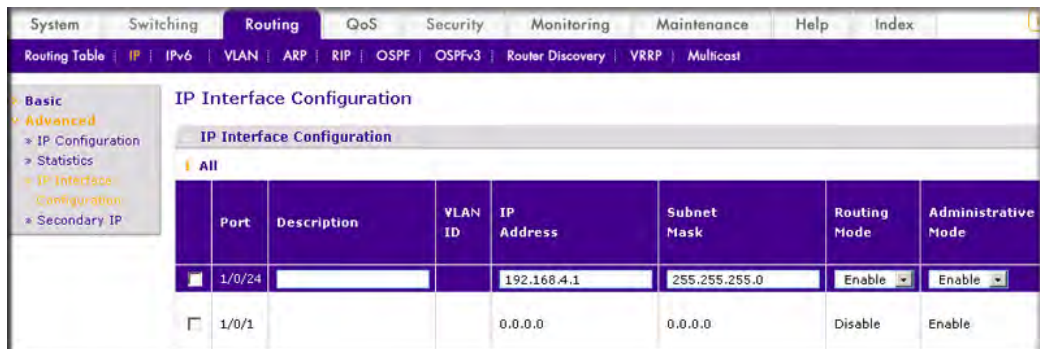 System Switching Routing QoS Security Monitoring Maintenance Help Index
Routing Table IP IPv6 VLAN ARP RIP OSPF OSPFv3 Router Discovery VRRP Multicast
Basic
Advanced
» IP Configuration
» Statistics
» IP Interface
Configuration
» Secondary IP
IP Interface Configuration
IP Interface Configuration
All
Port Description VLAN ID IP Address Subnet Mask Routing Mode Administrative Mode
1/0/24 192.168.4.1 255.255.255.0 Enable Enable
1/0/1 0.0.0.0 0.0.0.0 Disable Enable